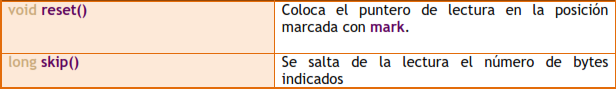 void reset()
Coloca el puntero de lectura en la posición
marcada con mark.
long skip()
Se salta de la lectura el número de bytes
indicados